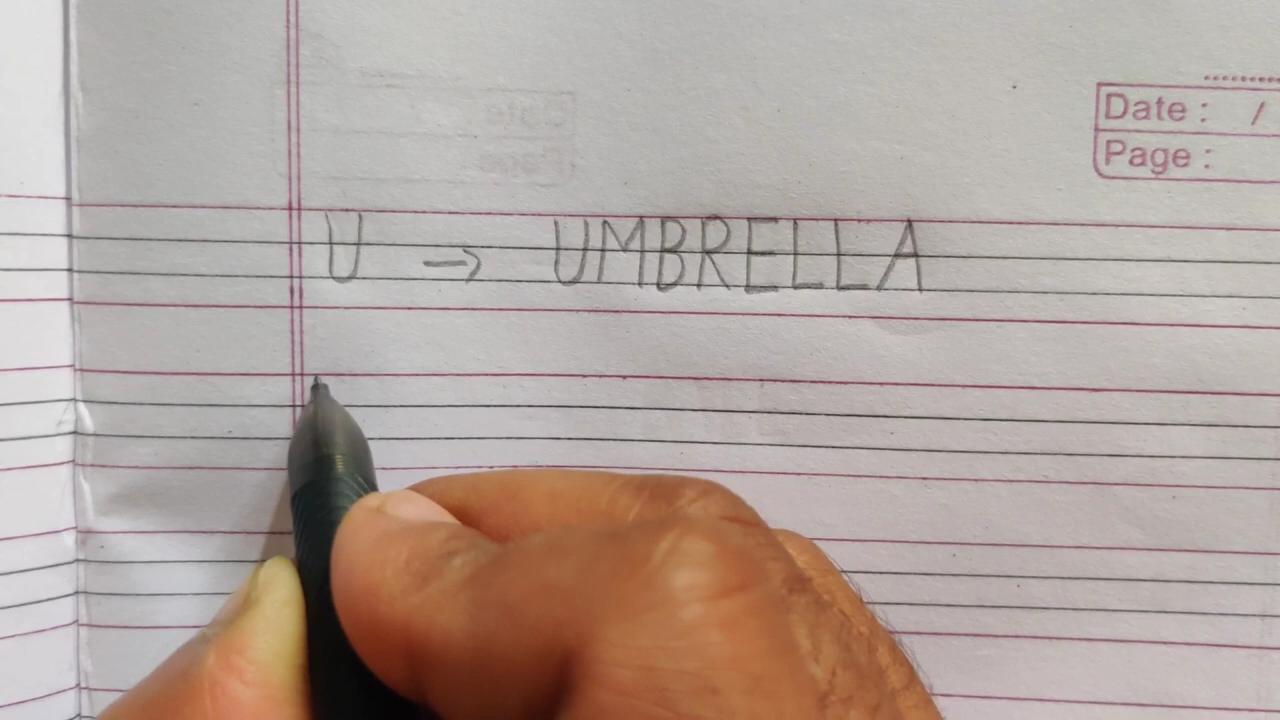 Date : /
Page :
U → UMBRELLA